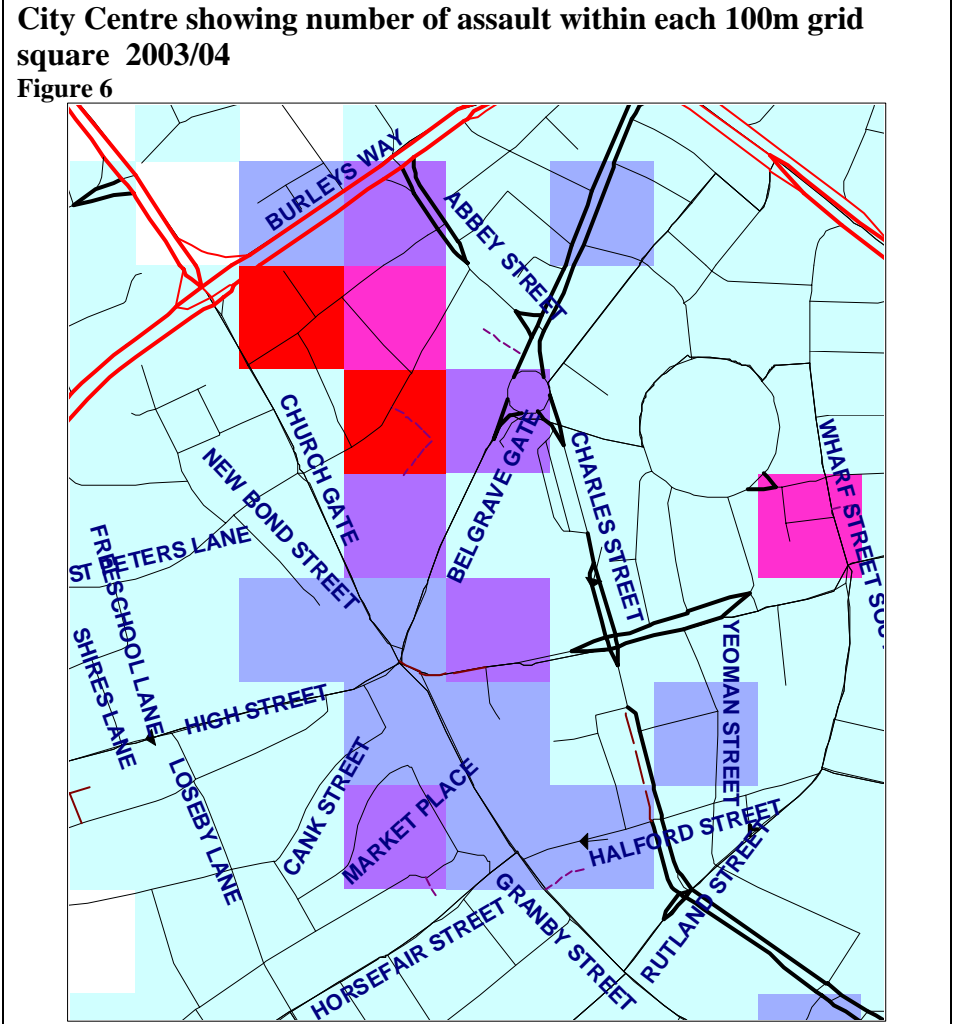 City Centre showing number of assault within each 100m grid
square 2003/04
Figure 6
BURLEYS WAY
ABBEY STREET
CHURCH GATE
NEW BOND STREET
BELGRAVE GATE
CHARLES STREET
WHARF STREET SOU
ST PETERS LANE
FREESCHOOL LANE
SHIRES LANE
HIGH STREET
YEOMAN STREET
LOSEBY LANE
CANK STREET
MARKET PLACE
HALFORD STREET
GRANBY STREET
RUTLAND STREET
HORSEFAIR STREET